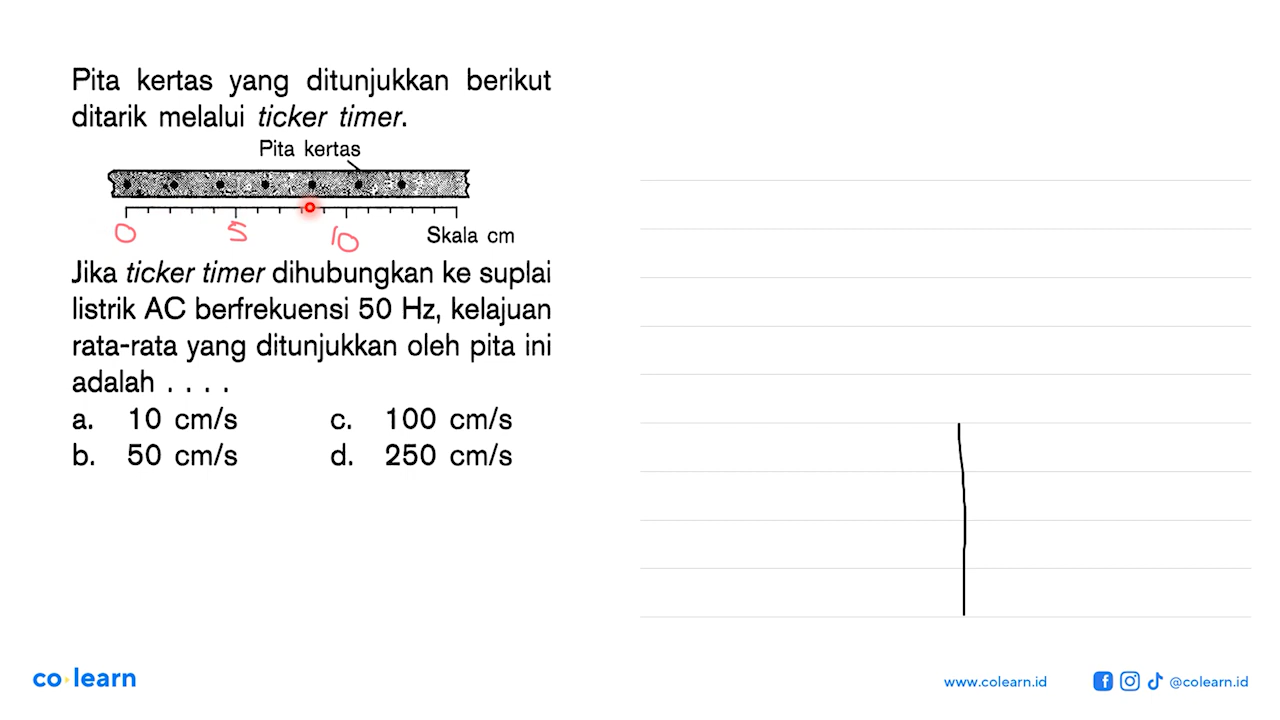 Pita kertas yang ditunjukkan berikut
ditarik melalui ticker timer.
Pita kertas
0 5 10 Skala cm
Jika ticker timer dihubungkan ke suplai
listrik AC berfrekuensi 50 Hz, kelajuan
rata-rata yang ditunjukkan oleh pita ini
adalah . . . .
a. 10 cm/s c. 100 cm/s
b. 50 cm/s d. 250 cm/s
co·learn www.colearn.id @colearn.id